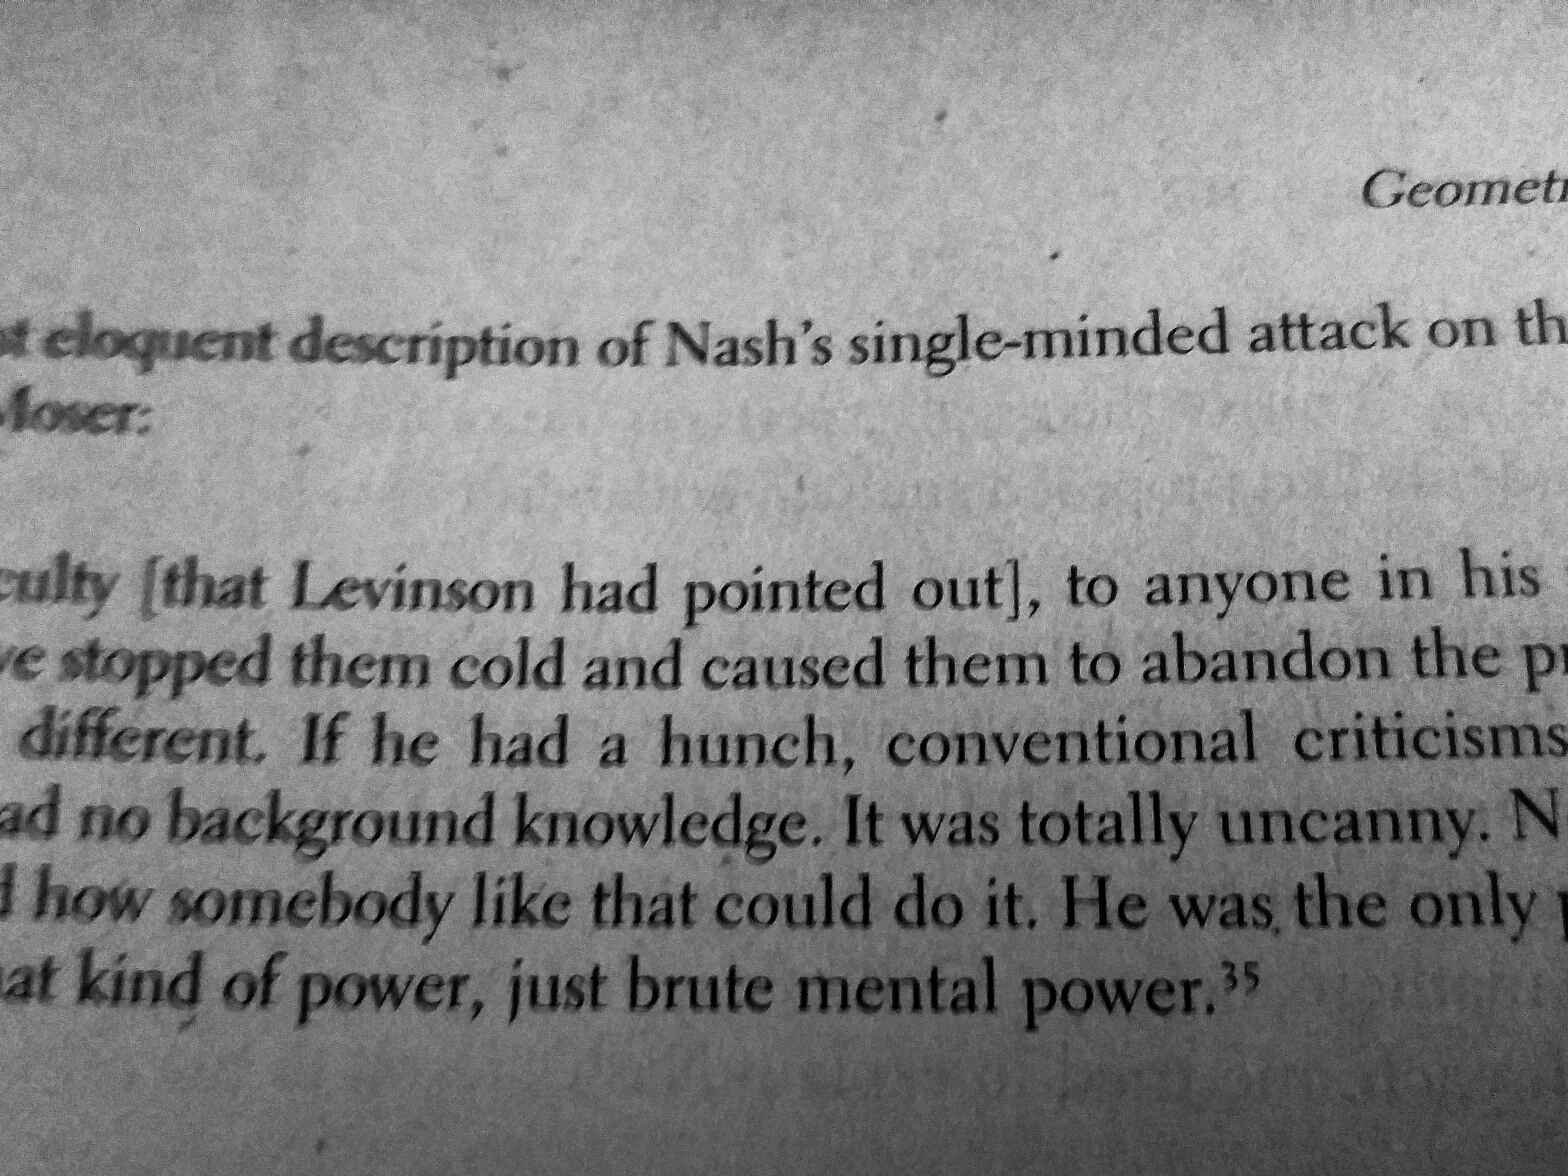 Geomet
st eloquent description of Nash's single-minded attack on th
Moser:
culty [that Levinson had pointed out], to anyone in his
ve stopped them cold and caused them to abandon the pr
different. If he had a hunch, conventional criticisms
ad no background knowledge. It was totally uncanny. N
d how somebody like that could do it. He was the only p
at kind of power, just brute mental power.³⁵